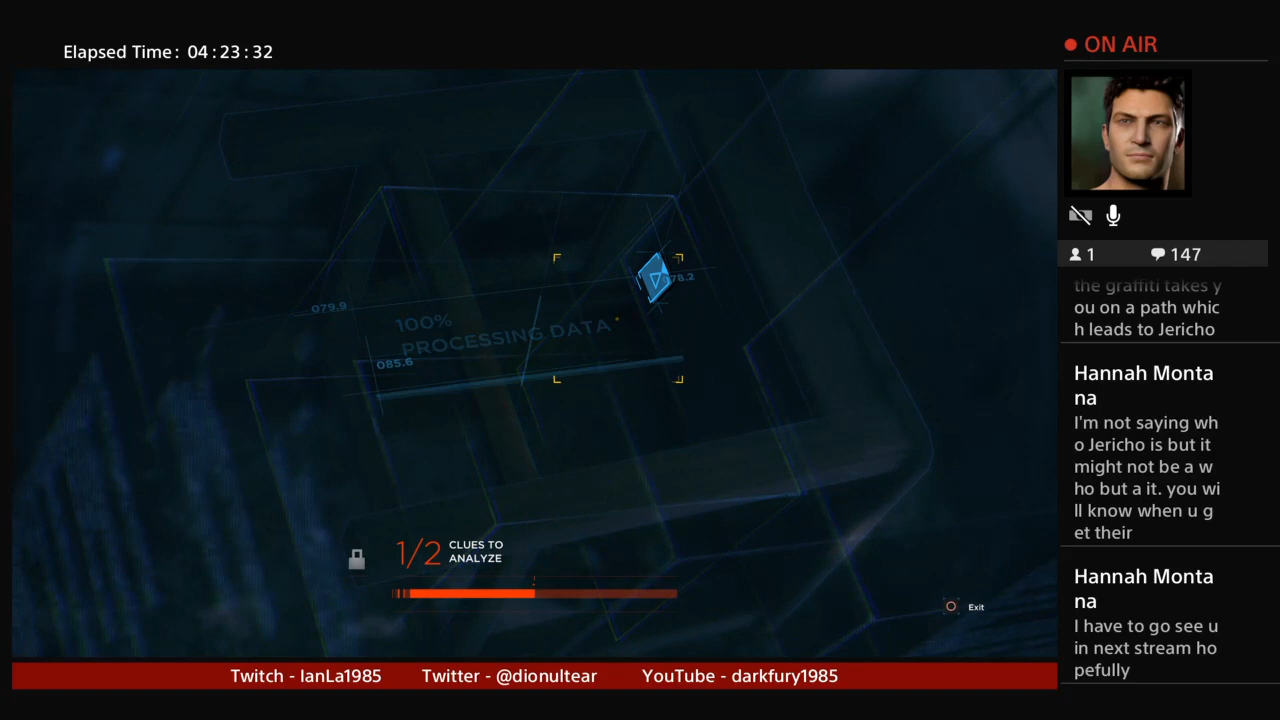 Elapsed Time: 04:23:32
ON AIR
1 147
the graffiti takes y
ou on a path whic
h leads to Jericho
Hannah Monta
na
I'm not saying wh
o Jericho is but it
might not be a w
ho but a it. you wi
ll know when u g
et their
Hannah Monta
na
I have to go see u
in next stream ho
pefully
078.2
079.9
100%
PROCESSING DATA
085.6
1/2 CLUES TO
ANALYZE
Exit
Twitch - IanLa1985 Twitter - @dionultear YouTube - darkfury1985